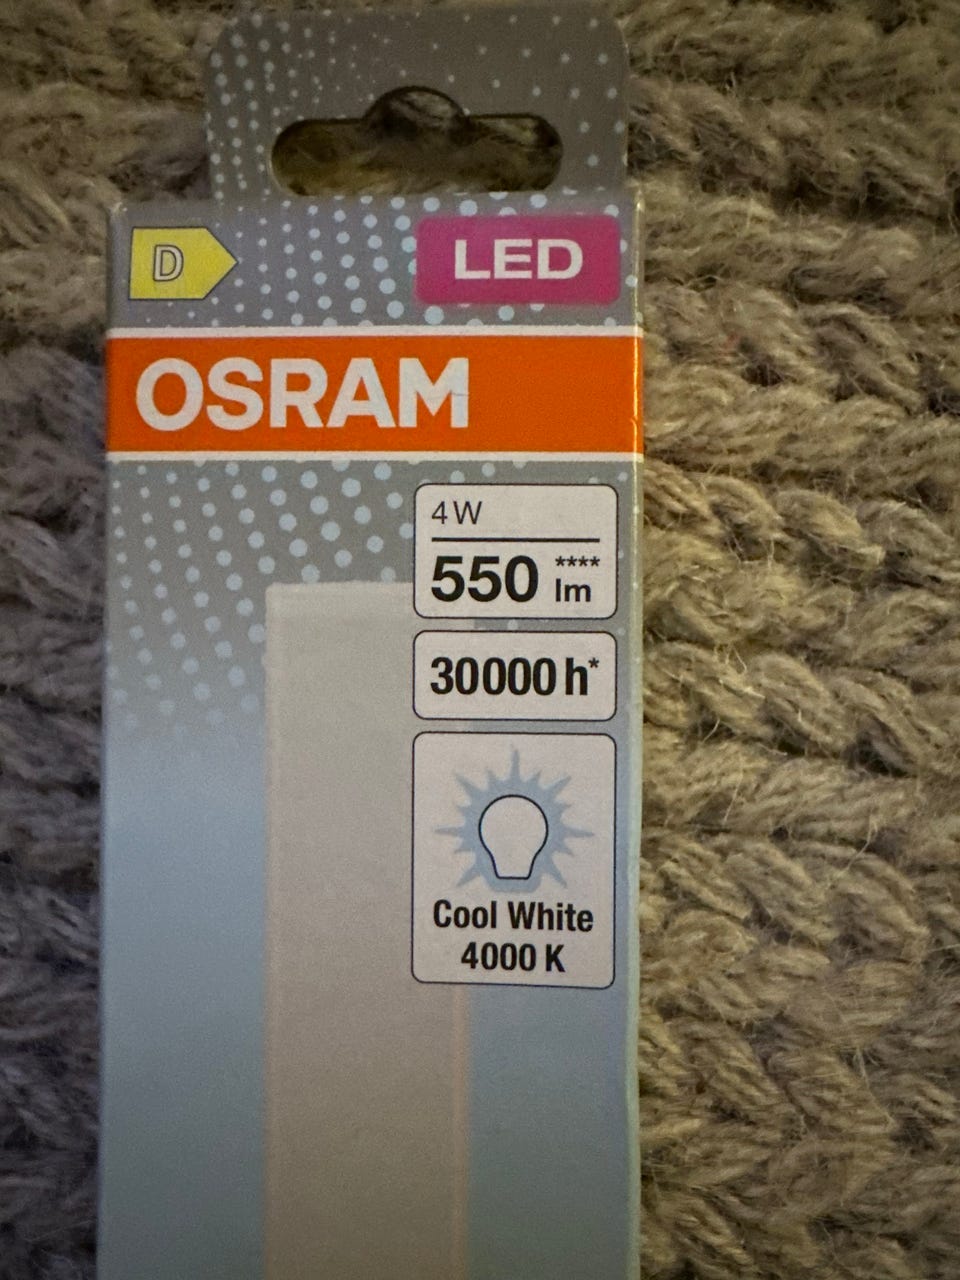 D
LED
OSRAM
4W
550 lm****
30000 h*
Cool White
4000 K